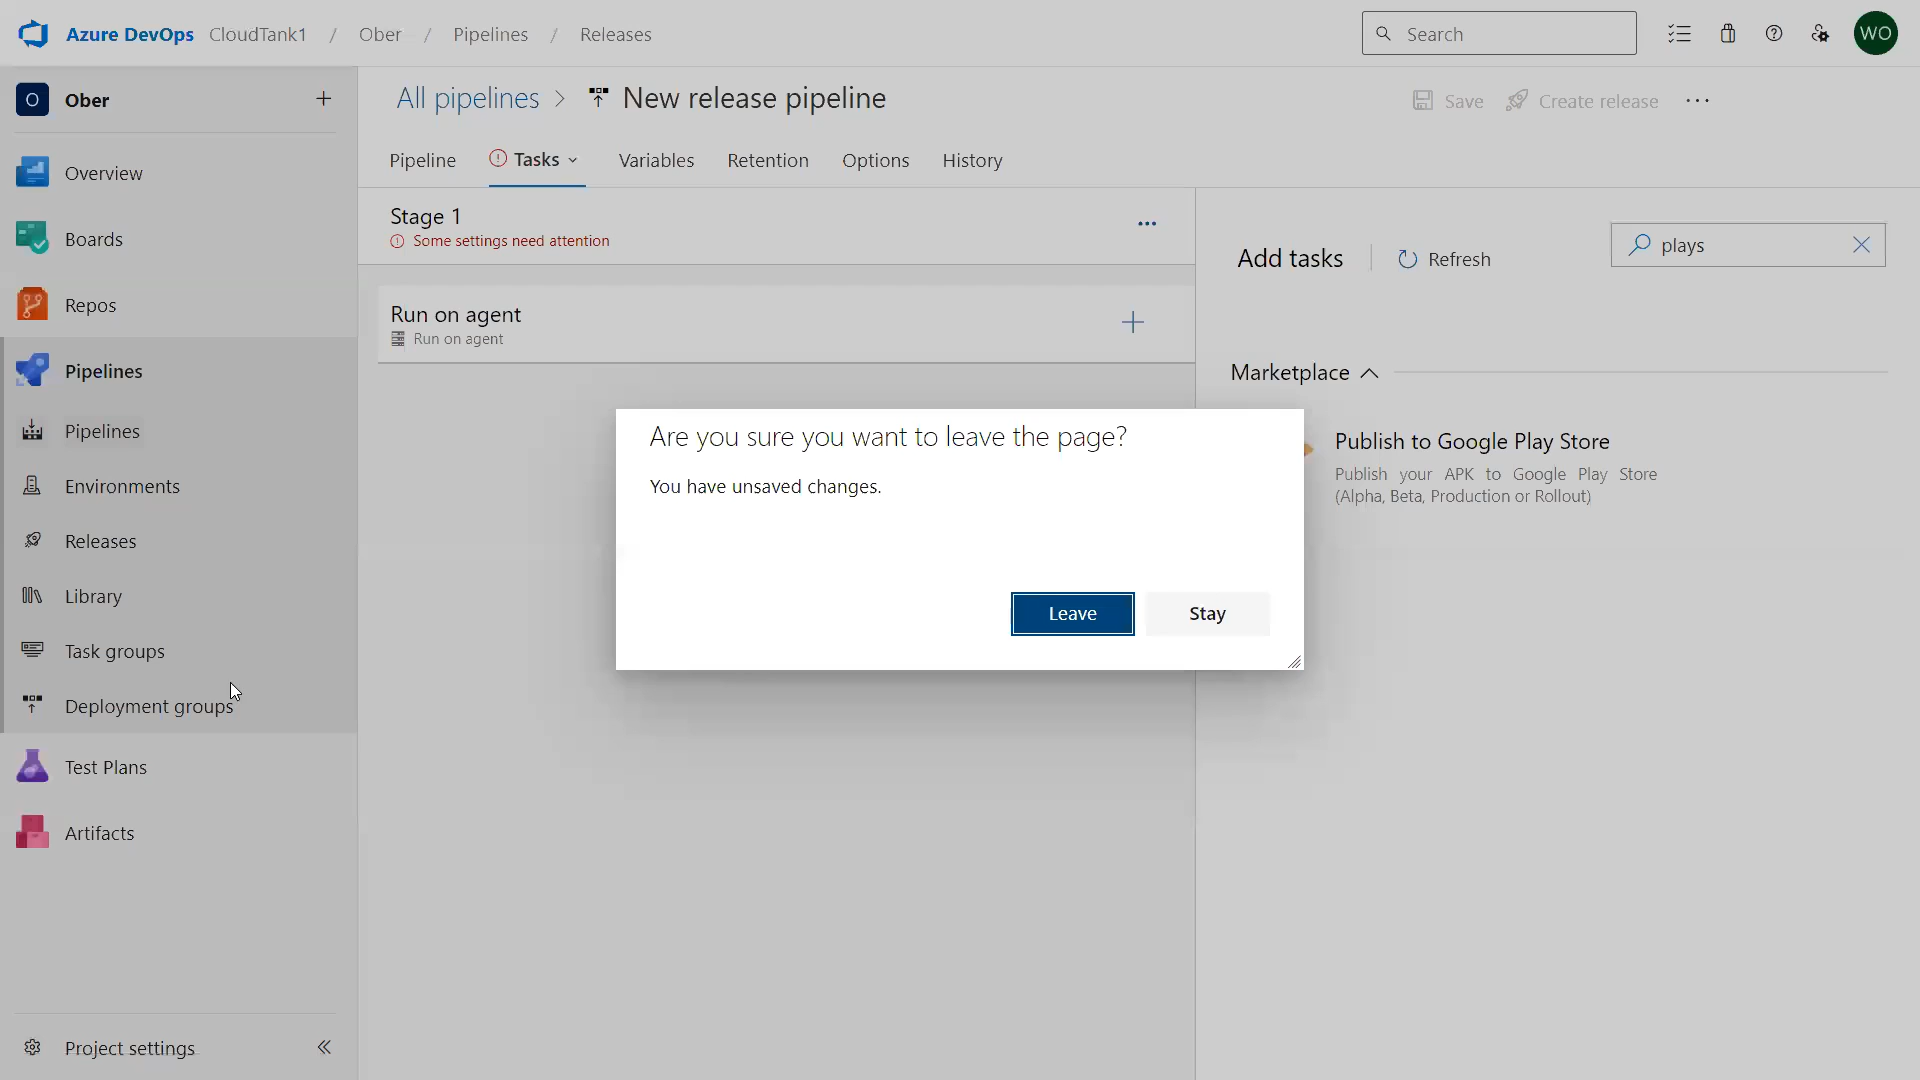 Azure DevOps CloudTank1 / Ober / Pipelines / Releases
Search
WO
O Ober
Overview
Boards
Repos
Pipelines
Pipelines
Environments
Releases
Library
Task groups
Deployment groups
Test Plans
Artifacts
Project settings
All pipelines > New release pipeline
Save Create release ...
Pipeline Tasks Variables Retention Options History
Stage 1
Some settings need attention
...
Run on agent
Run on agent
Add tasks
Refresh
plays
Marketplace
Publish to Google Play Store
Publish your APK to Google Play Store
(Alpha, Beta, Production or Rollout)
Are you sure you want to leave the page?
You have unsaved changes.
Leave Stay